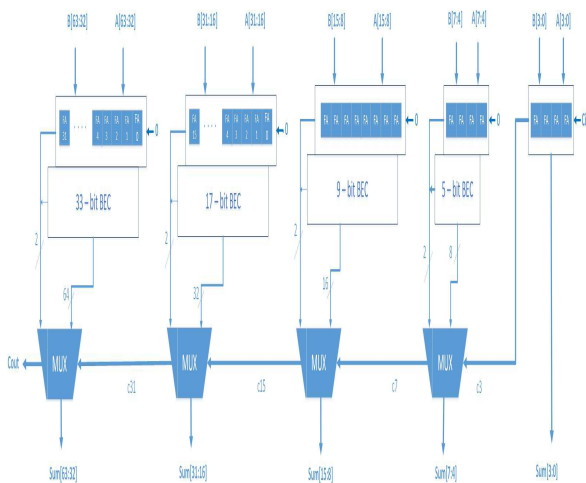 B[63:32] A[63:32] B[31:16] A[31:16] B[15:8] A[15:8] B[7:4] A[7:4] B[3:0] A[3:0]
FA 31 ..... FA 4 FA 3 FA 2 FA 1 FA 0 0
FA 15 ..... FA 4 FA 3 FA 2 FA 1 FA 0 0
FA FA FA FA FA FA FA FA 0
FA FA FA FA 0
FA FA FA FA
33 – bit BEC 17 – bit BEC 9 – bit BEC 5 – bit BEC
2 64 2 32 2 16 2 8
Cout MUX MUX MUX MUX
c31 c15 c7 c3
Sum[63:32] Sum[31:16] Sum[15:8] Sum[7:4] Sum[3:0]